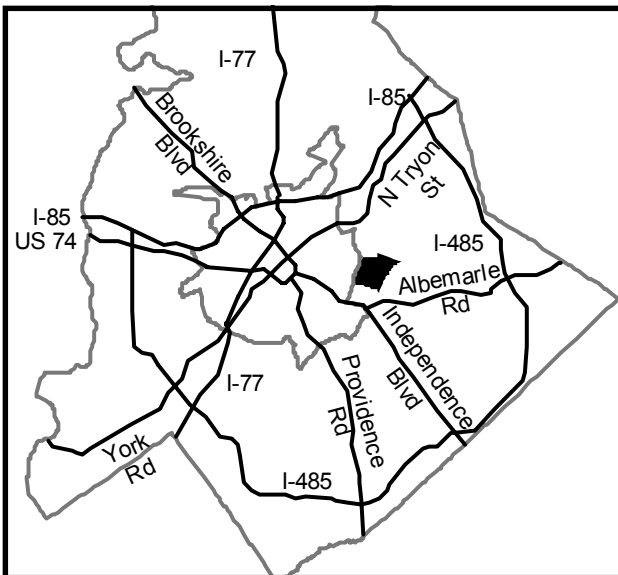 I-77
I-85
Brookshire
Blvd
N Tryon
St
I-85
US 74
I-485
Albemarle
Rd
Independence
Blvd
Providence
Rd
I-77
York
Rd
I-485